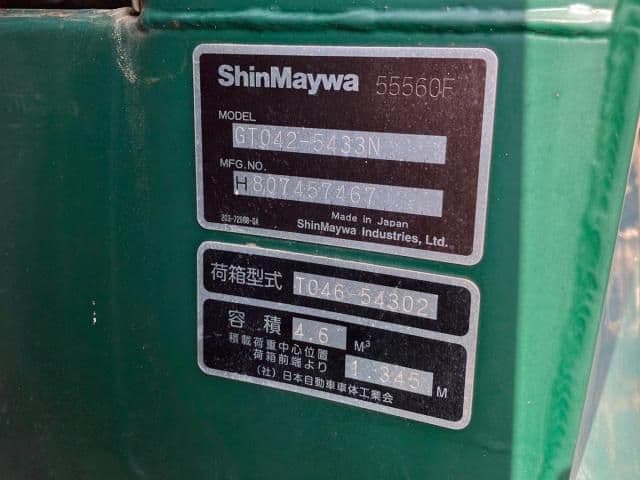 ShinMaywa 55560F
MODEL
GT042-5433N
MFG.NO.
H807457467
Made in Japan
ShinMaywa Industries, Ltd.
荷箱型式 T046-54302
容積 4.6 M³
積載荷重中心位置
荷箱前端より 1.345 M
(社)日本自動車車体工業会